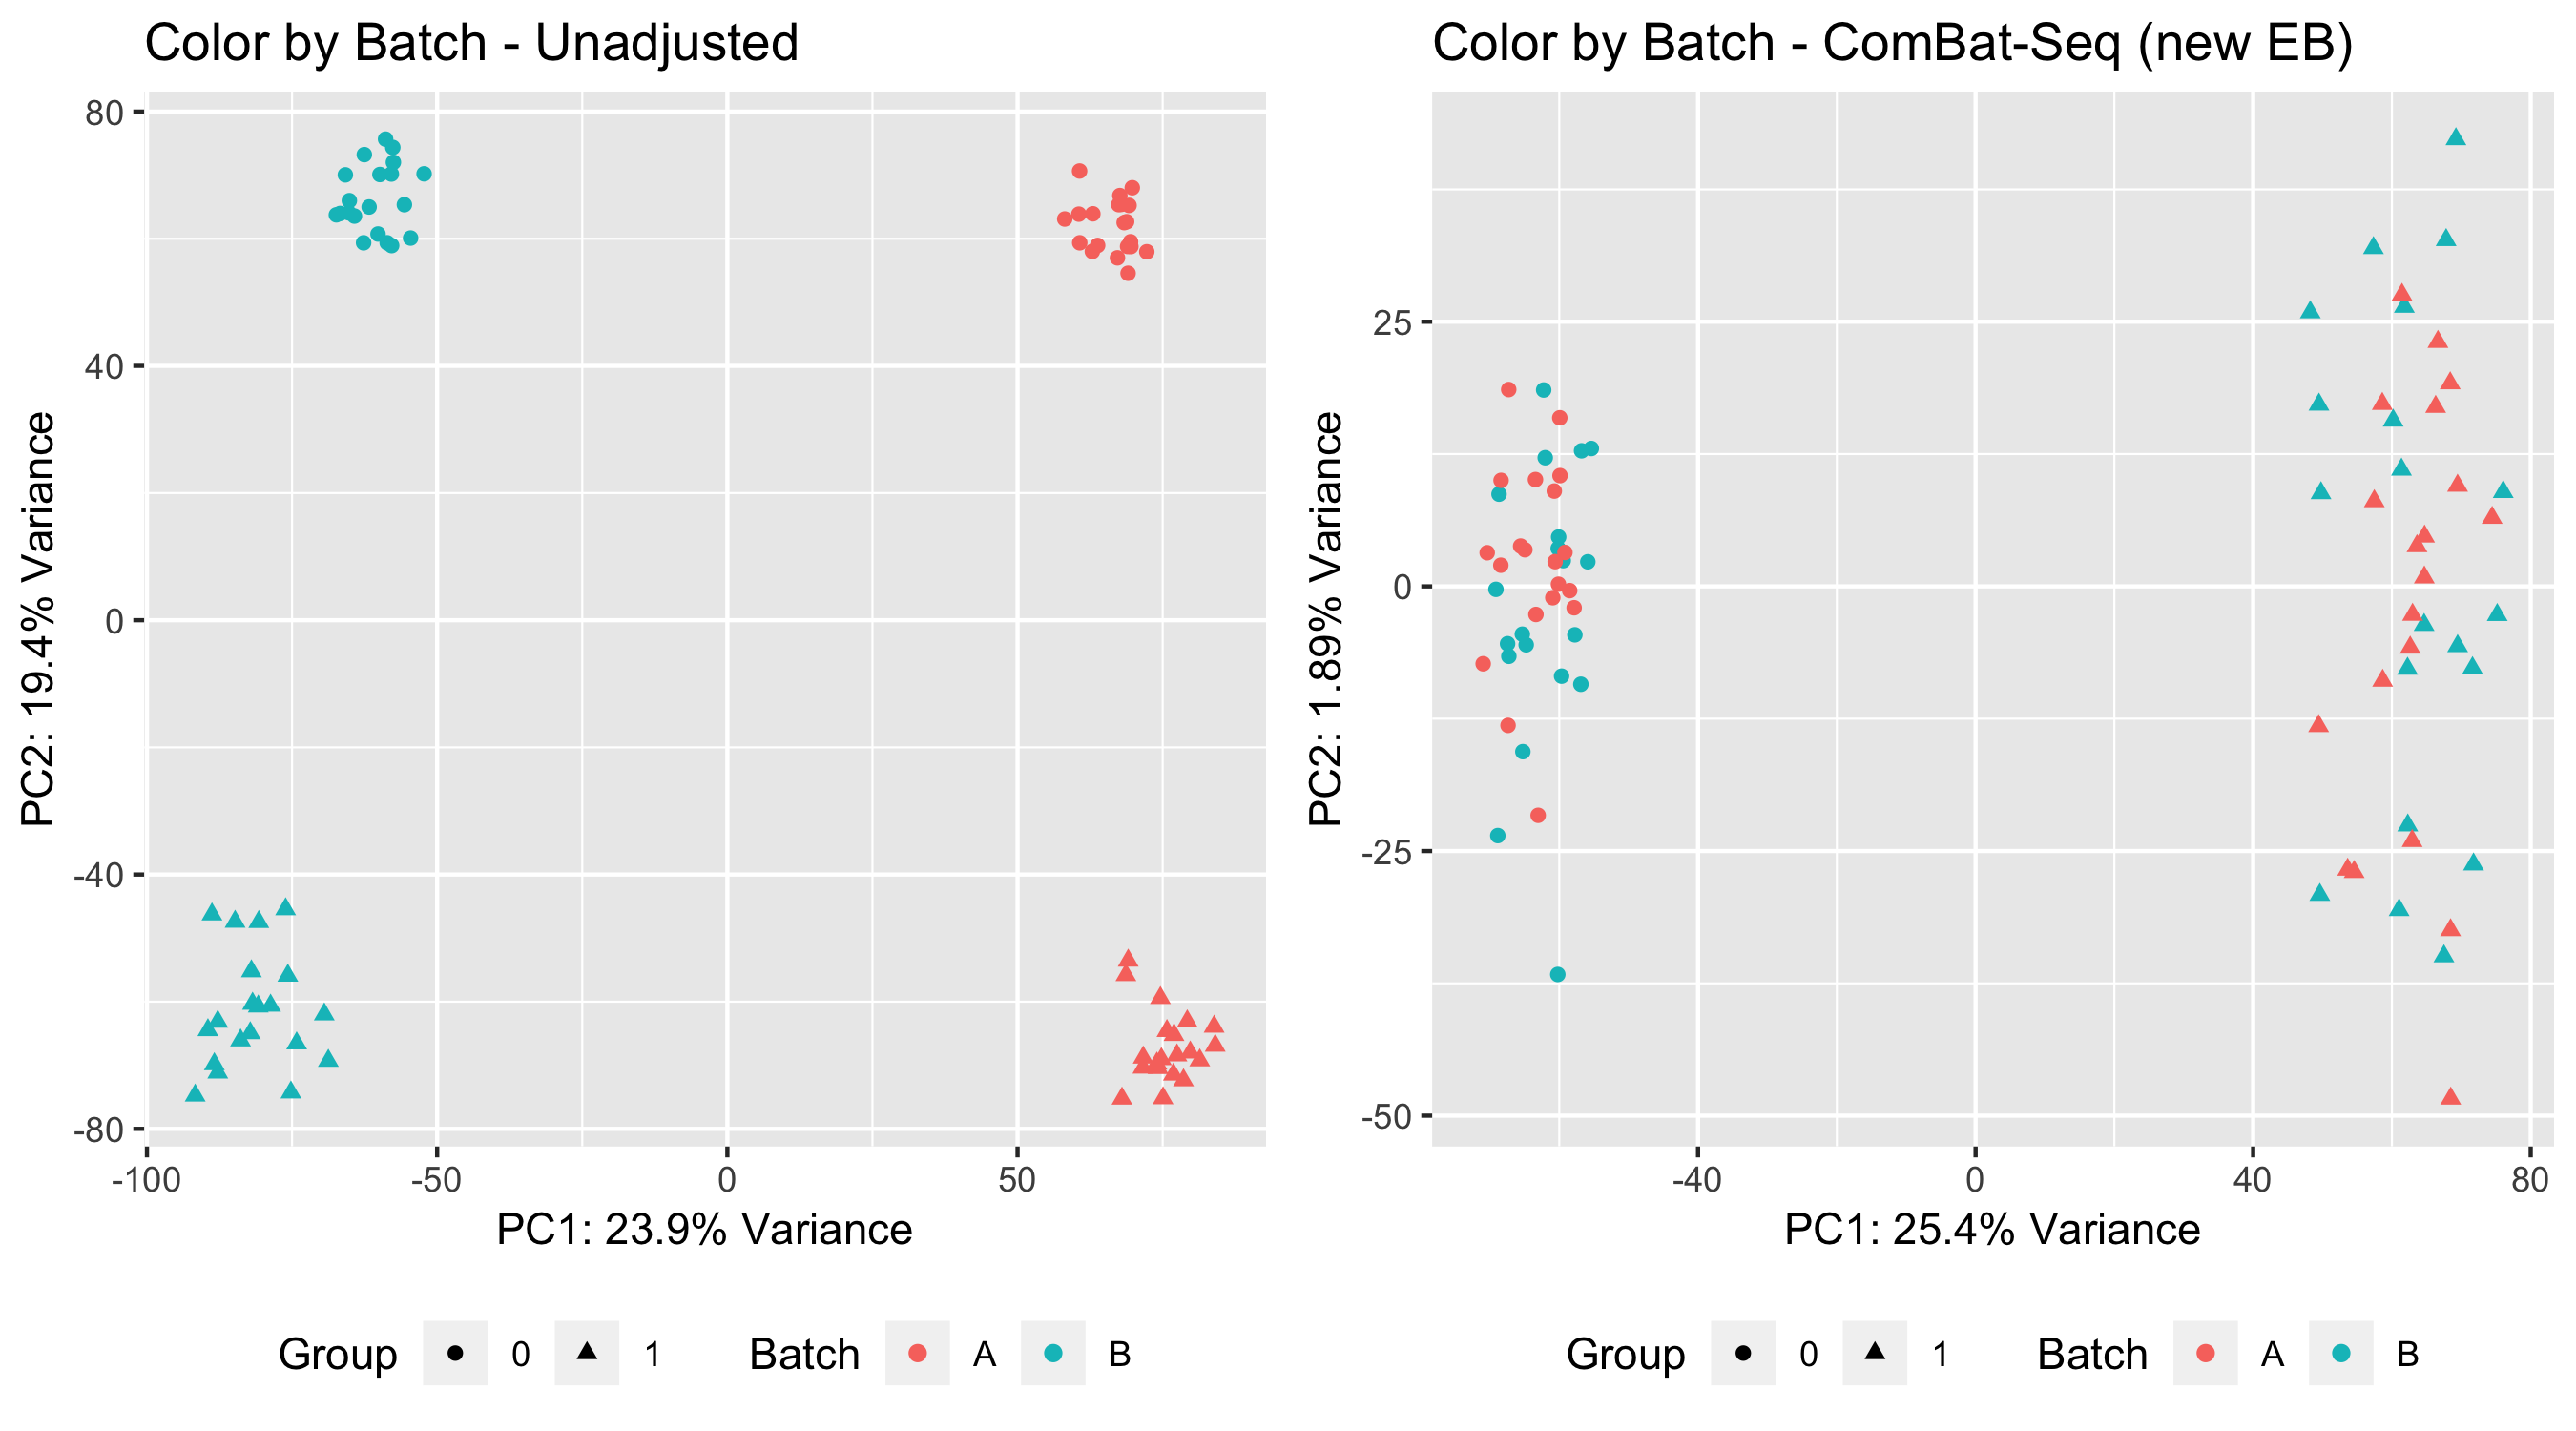 Color by Batch - Unadjusted
80
40
0
-40
-80
PC2: 19.4% Variance
-100 -50 0 50
PC1: 23.9% Variance
Group 0 1 Batch A B
Color by Batch - ComBat-Seq (new EB)
25
0
-25
-50
PC2: 1.89% Variance
-40 0 40 80
PC1: 25.4% Variance
Group 0 1 Batch A B